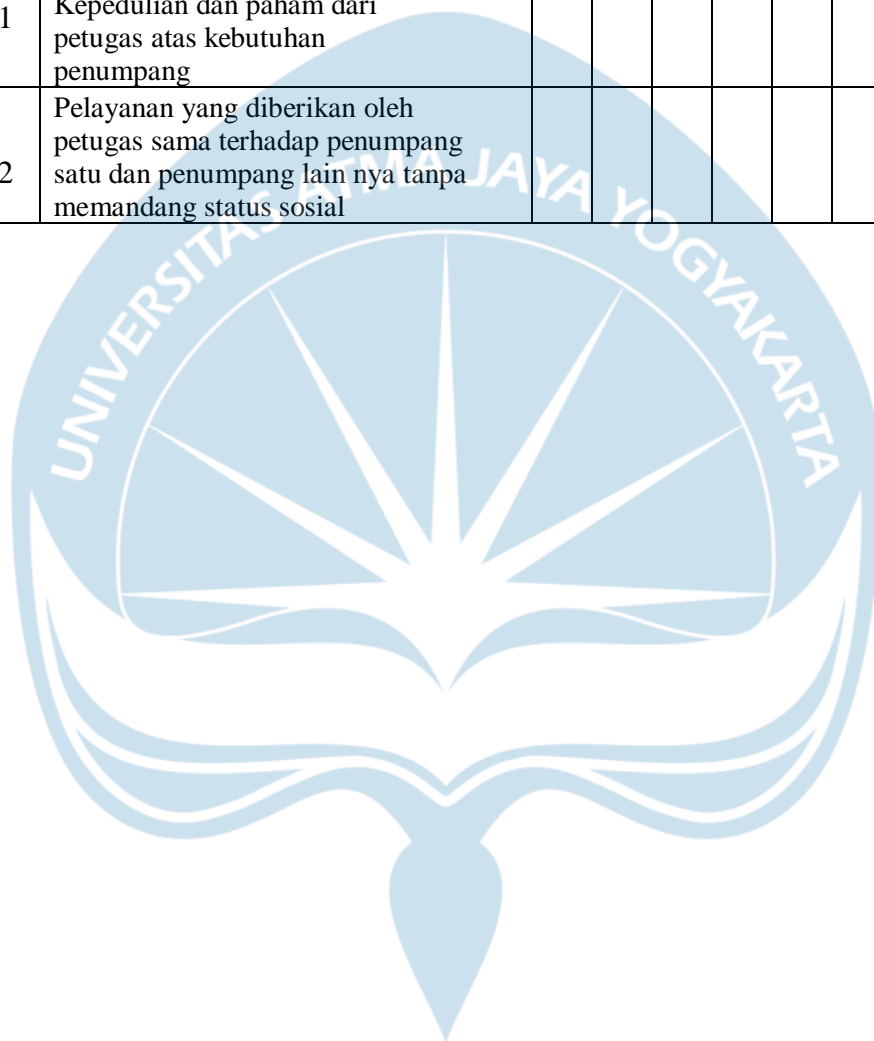 1
Kepedulian dan paham dari
petugas atas kebutuhan
penumpang
2
Pelayanan yang diberikan oleh
petugas sama terhadap penumpang
satu dan penumpang lain nya tanpa
memandang status sosial
UNIVERSITAS ATMA JAYA YOGYAKARTA